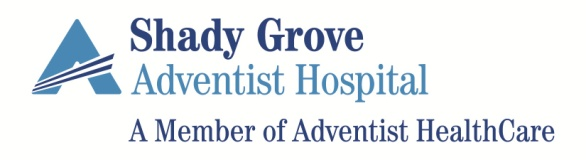 Shady Grove
Adventist Hospital
A Member of Adventist HealthCare